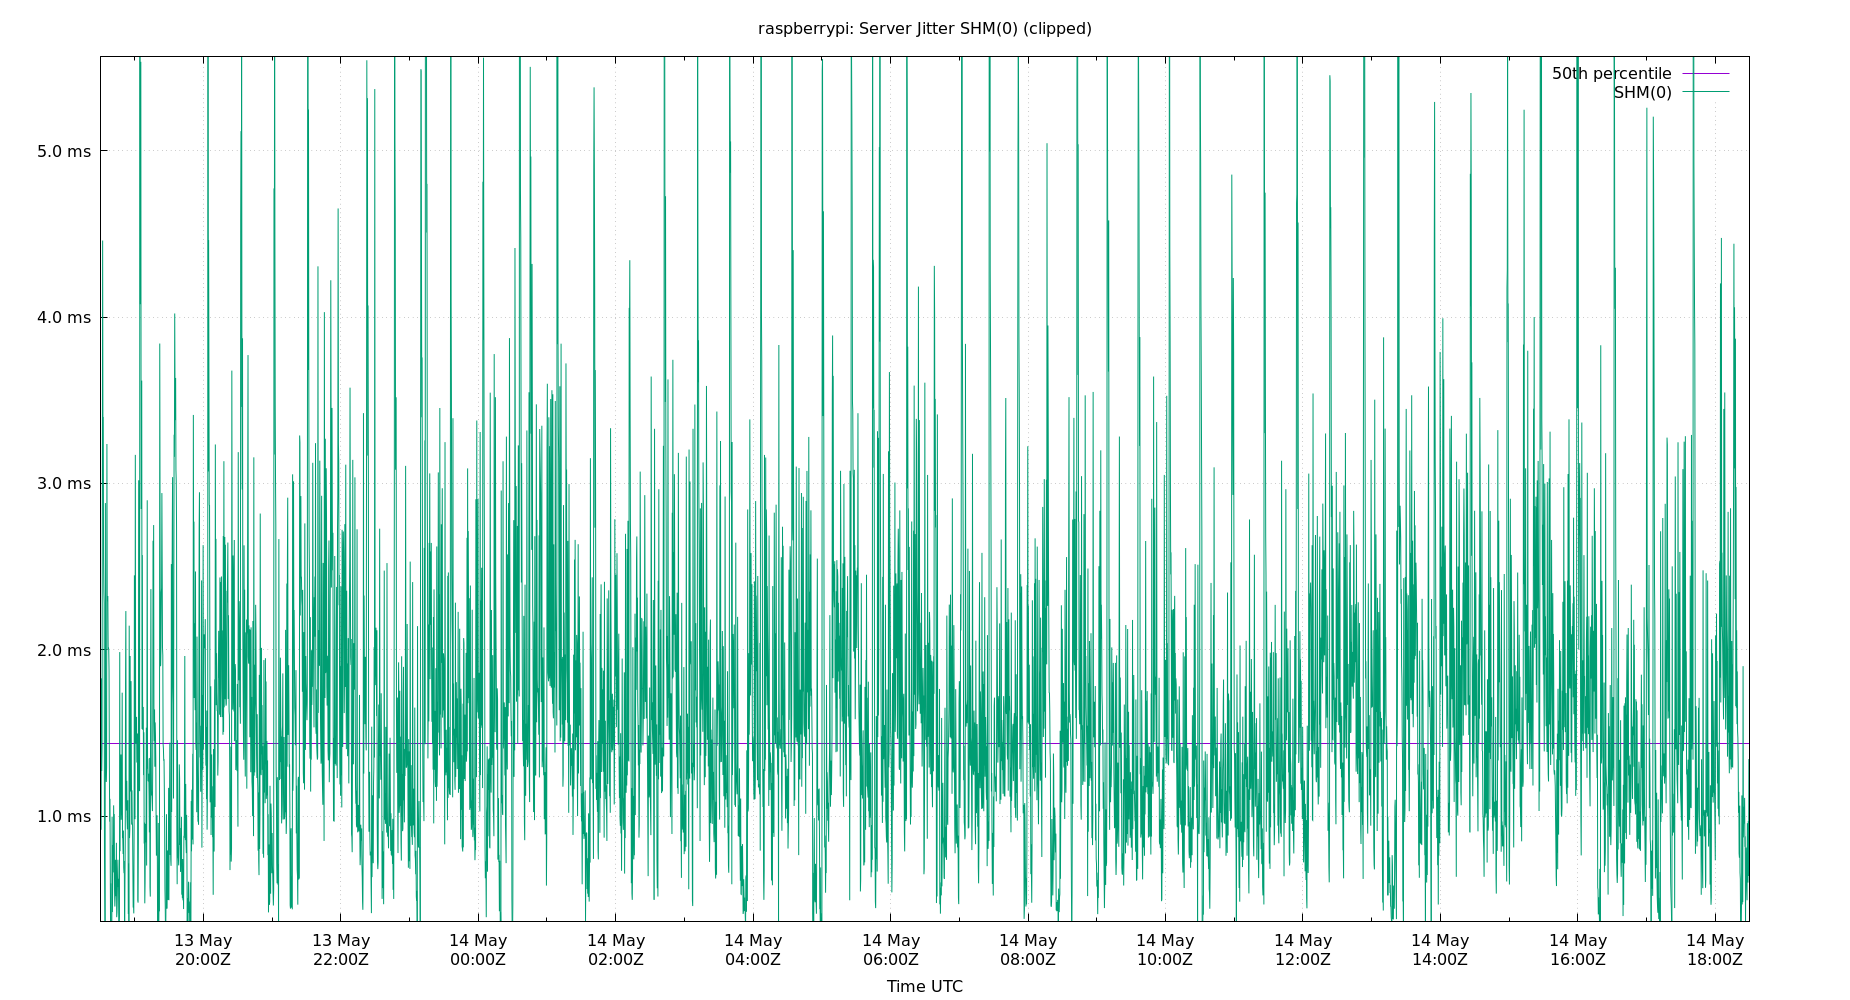 raspberrypi: Server Jitter SHM(0) (clipped)
50th percentile
SHM(0)
5.0 ms
4.0 ms
3.0 ms
2.0 ms
1.0 ms
13 May 13 May 14 May 14 May 14 May 14 May 14 May 14 May 14 May 14 May 14 May 14 May
20:00Z 22:00Z 00:00Z 02:00Z 04:00Z 06:00Z 08:00Z 10:00Z 12:00Z 14:00Z 16:00Z 18:00Z
Time UTC